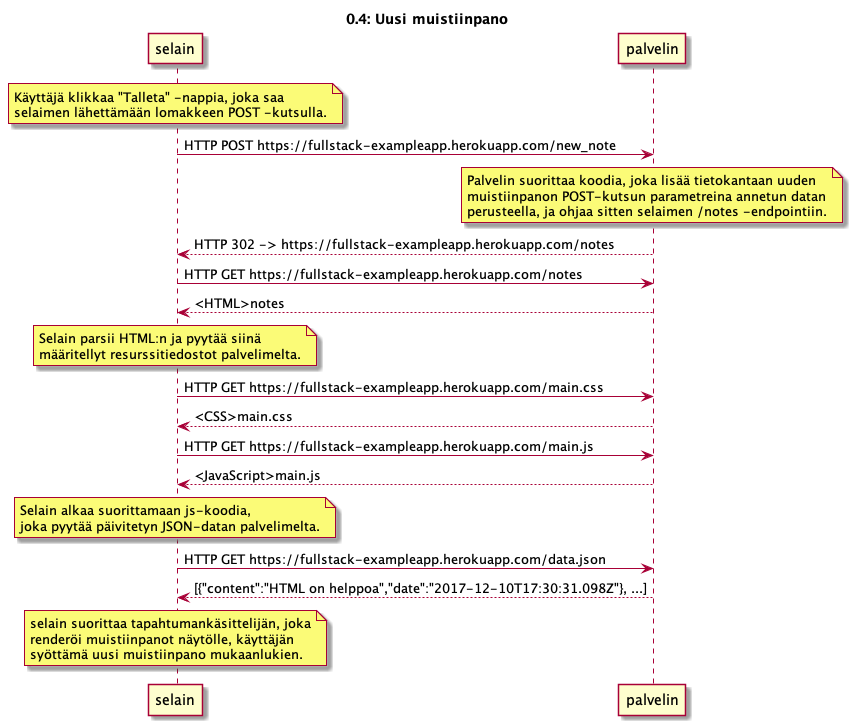 0.4: Uusi muistiinpano
selain
palvelin
Käyttäjä klikkaa "Talleta" -nappia, joka saa
selaimen lähettämään lomakkeen POST -kutsulla.
HTTP POST https://fullstack-exampleapp.herokuapp.com/new_note
Palvelin suorittaa koodia, joka lisää tietokantaan uuden
muistiinpanon POST-kutsun parametreina annetun datan
perusteella, ja ohjaa sitten selaimen /notes -endpointiin.
HTTP 302 -> https://fullstack-exampleapp.herokuapp.com/notes
HTTP GET https://fullstack-exampleapp.herokuapp.com/notes
<HTML>notes
Selain parsii HTML:n ja pyytää siinä
määritellyt resurssitiedostot palvelimelta.
HTTP GET https://fullstack-exampleapp.herokuapp.com/main.css
<CSS>main.css
HTTP GET https://fullstack-exampleapp.herokuapp.com/main.js
<JavaScript>main.js
Selain alkaa suorittamaan js-koodia,
joka pyytää päivitetyn JSON-datan palvelimelta.
HTTP GET https://fullstack-exampleapp.herokuapp.com/data.json
[{"content":"HTML on helppoa","date":"2017-12-10T17:30:31.098Z"}, ...]
selain suorittaa tapahtumankäsittelijän, joka
renderöi muistiinpanot näytölle, käyttäjän
syöttämä uusi muistiinpano mukaanlukien.
selain
palvelin